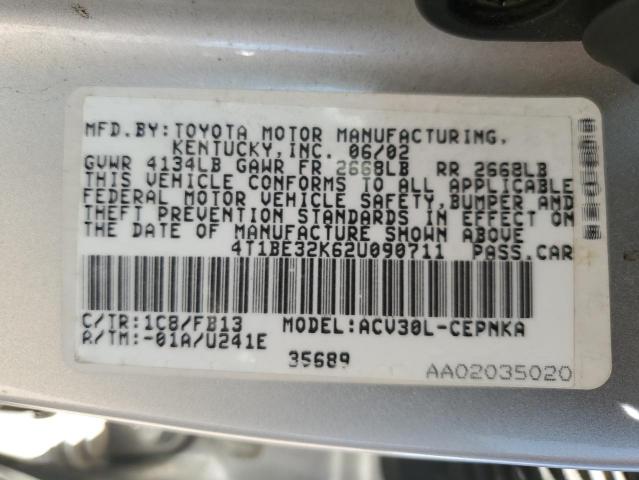 MFD.BY:TOYOTA MOTOR MANUFACTURING,
KENTUCKY,INC. 06/02
GVWR 4134LB GAWR FR 2668LB RR 2668LB
THIS VEHICLE CONFORMS TO ALL APPLICABLE
FEDERAL MOTOR VEHICLE SAFETY,BUMPER AND
THEFT PREVENTION STANDARDS IN EFFECT ON
THE DATE OF MANUFACTURE SHOWN ABOVE
4T1BE32K62U090711 PASS.CAR
C/TR:1C8/FB13 MODEL:ACV30L-CEPNKA
R/TM:-01A/U241E
35689
AA02035020